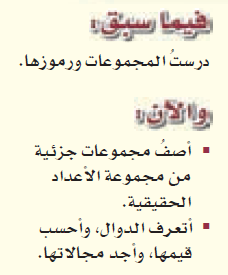 فيما سبق:
درستُ المجموعات ورموزها.
والآن:
▪ أصفُ مجموعات جزئية
من مجموعة الأعداد
الحقيقية.
▪ أتعرف الدوال، وأحسب
قيمها، وأجد مجالاتها.